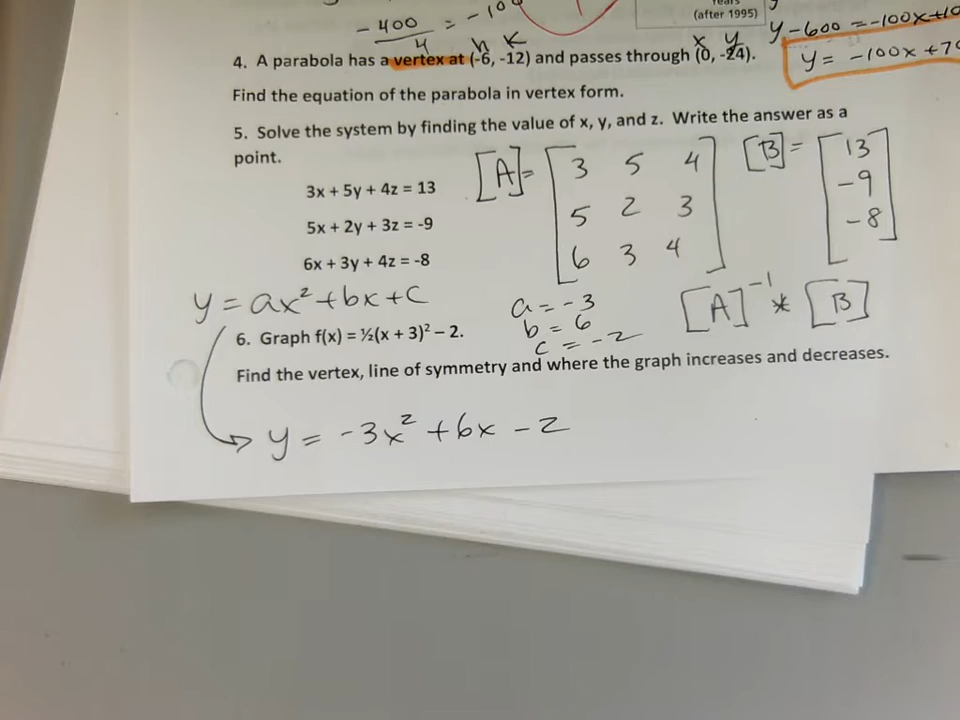 -400/4 = -100
Years
(after 1995)
y-600 = -100x+10
y = -100x + 70
h k
x y
4. A parabola has a vertex at (-6, -12) and passes through (0, -24).
Find the equation of the parabola in vertex form.
5. Solve the system by finding the value of x, y, and z. Write the answer as a
point.
3x + 5y + 4z = 13
5x + 2y + 3z = -9
6x + 3y + 4z = -8
[A]= [3 5 4
5 2 3
6 3 4]
[B]= [13
-9
-8]
y = ax² + bx + c
a = -3
b = 6
c = -2
[A]⁻¹ * [B]
6. Graph f(x) = ½(x + 3)² – 2.
Find the vertex, line of symmetry and where the graph increases and decreases.
y = -3x² + 6x - 2